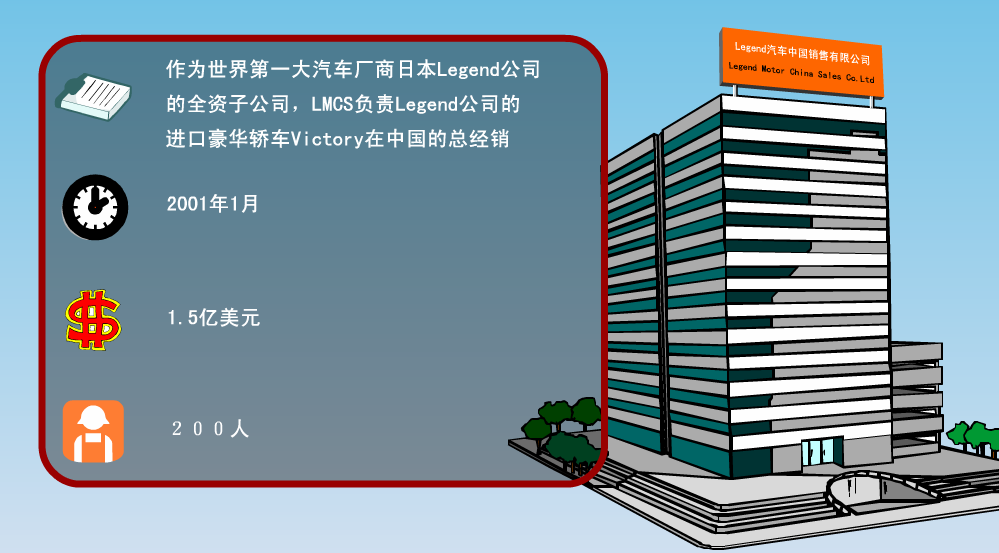 Legend汽车中国销售有限公司
Legend Motor China Sales Co.Ltd
作为世界第一大汽车厂商日本Legend公司
的全资子公司，LMCS负责Legend公司的
进口豪华轿车Victory在中国的总经销
2001年1月
1.5亿美元
２００人